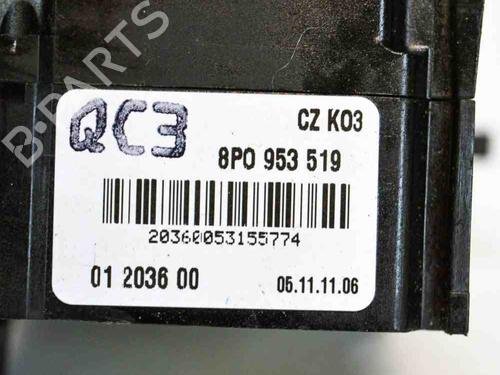 B-PARTS
QC3
CZ K03
8P0 953 519
20360053155774
01 2036 00
05.11.11.06